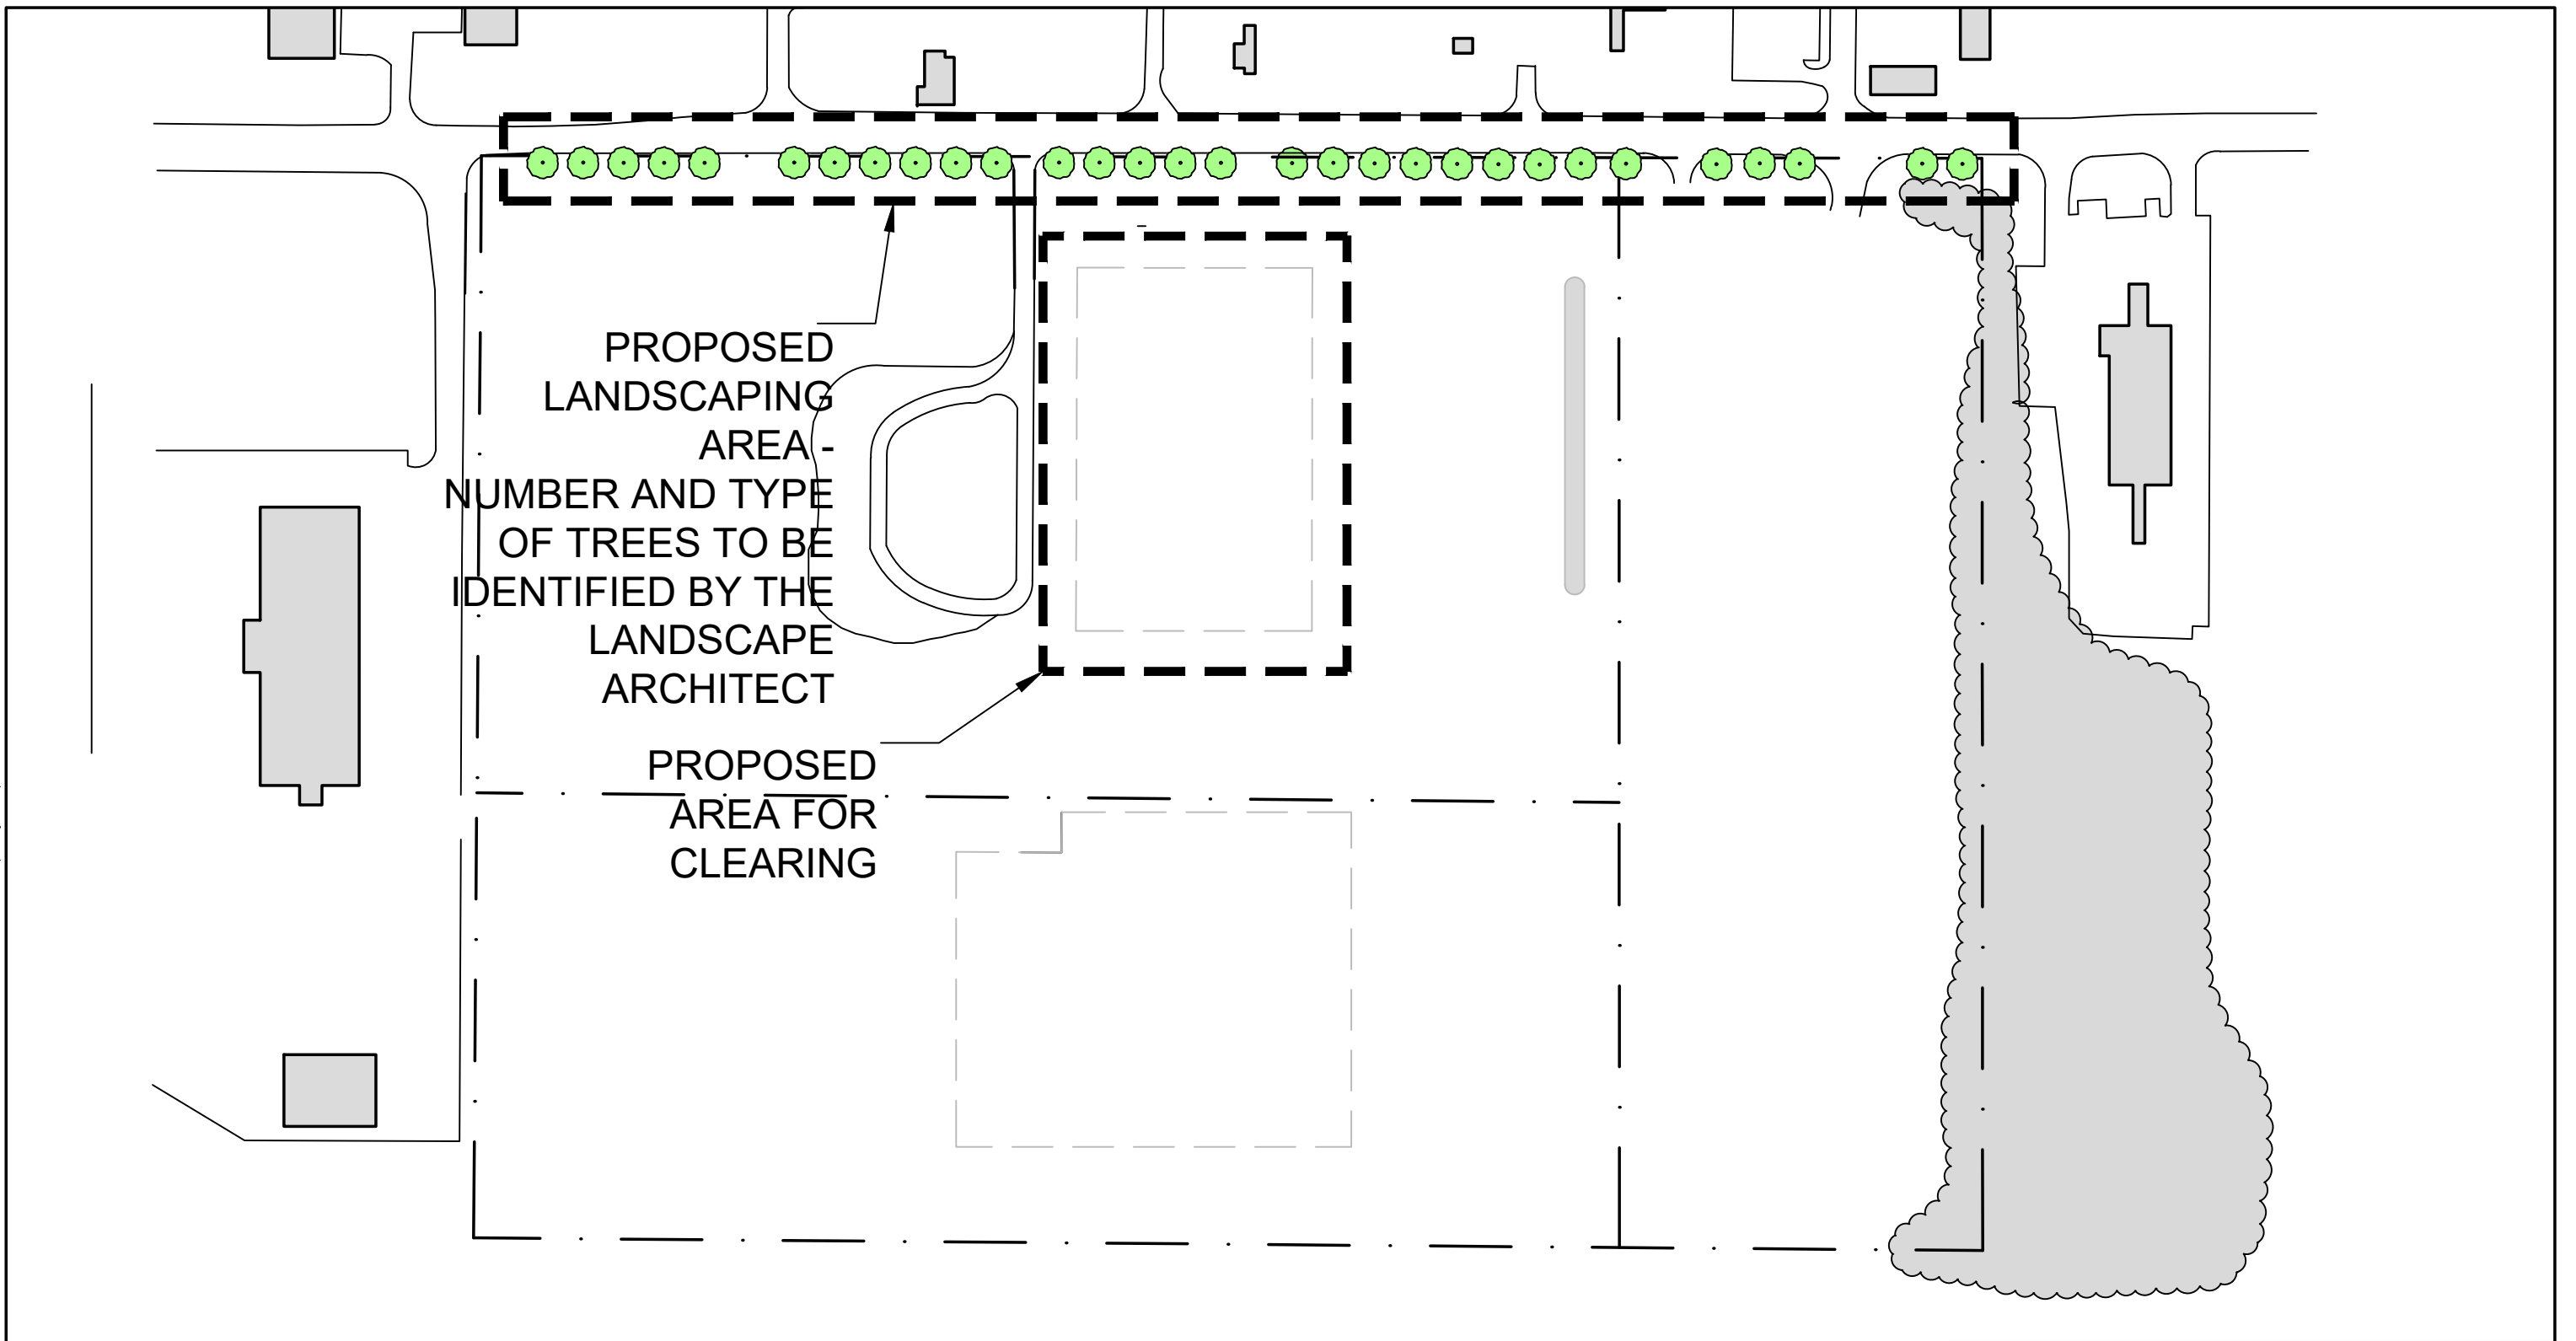 PROPOSED
LANDSCAPING
AREA -
NUMBER AND TYPE
OF TREES TO BE
IDENTIFIED BY THE
LANDSCAPE
ARCHITECT
PROPOSED
AREA FOR
CLEARING